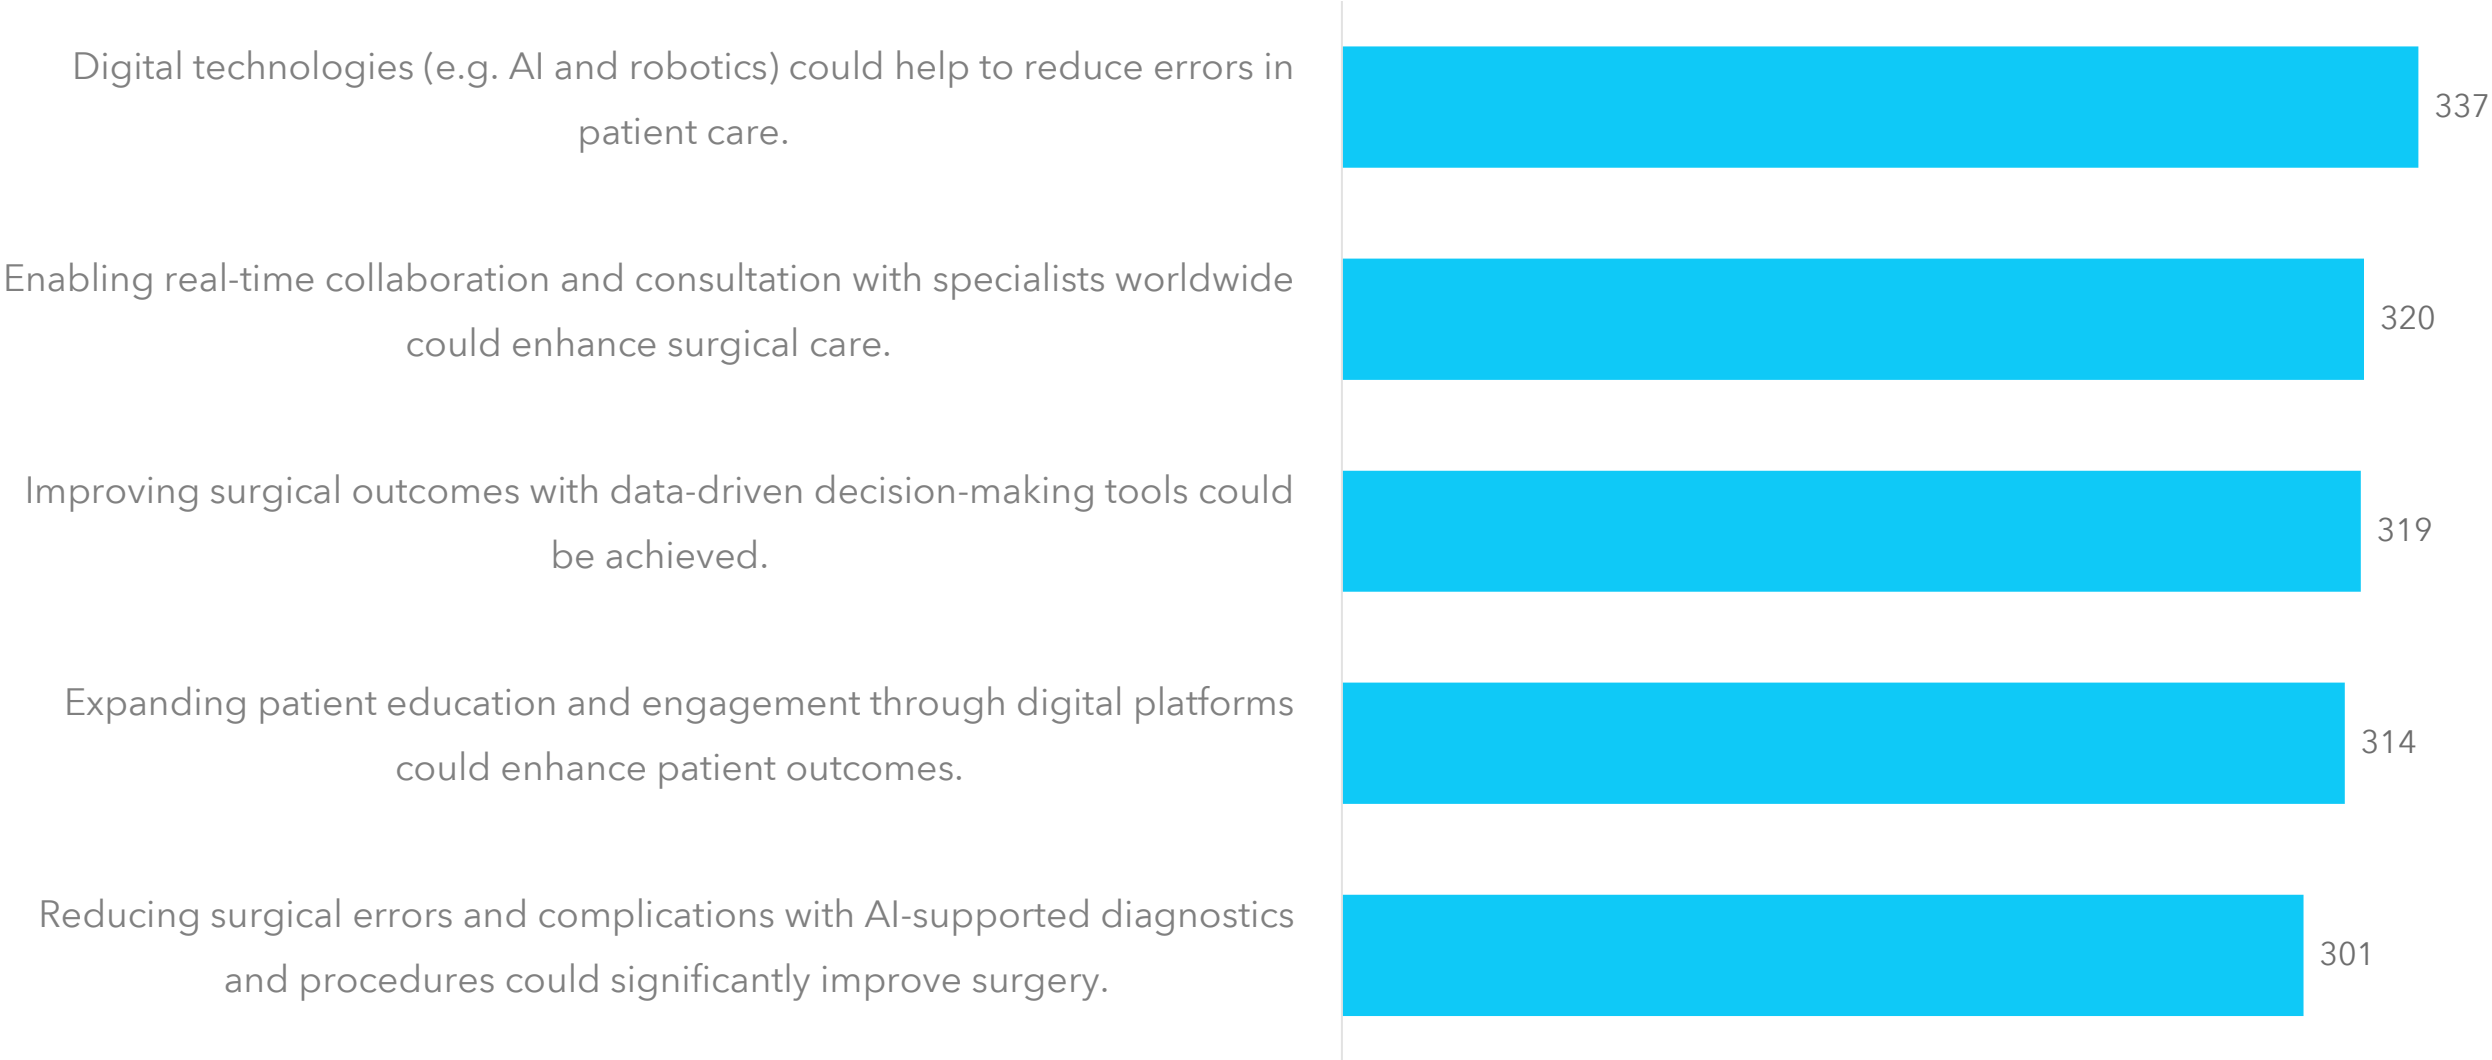 Digital technologies (e.g. AI and robotics) could help to reduce errors in
patient care.
337
Enabling real-time collaboration and consultation with specialists worldwide
could enhance surgical care.
320
Improving surgical outcomes with data-driven decision-making tools could
be achieved.
319
Expanding patient education and engagement through digital platforms
could enhance patient outcomes.
314
Reducing surgical errors and complications with AI-supported diagnostics
and procedures could significantly improve surgery.
301